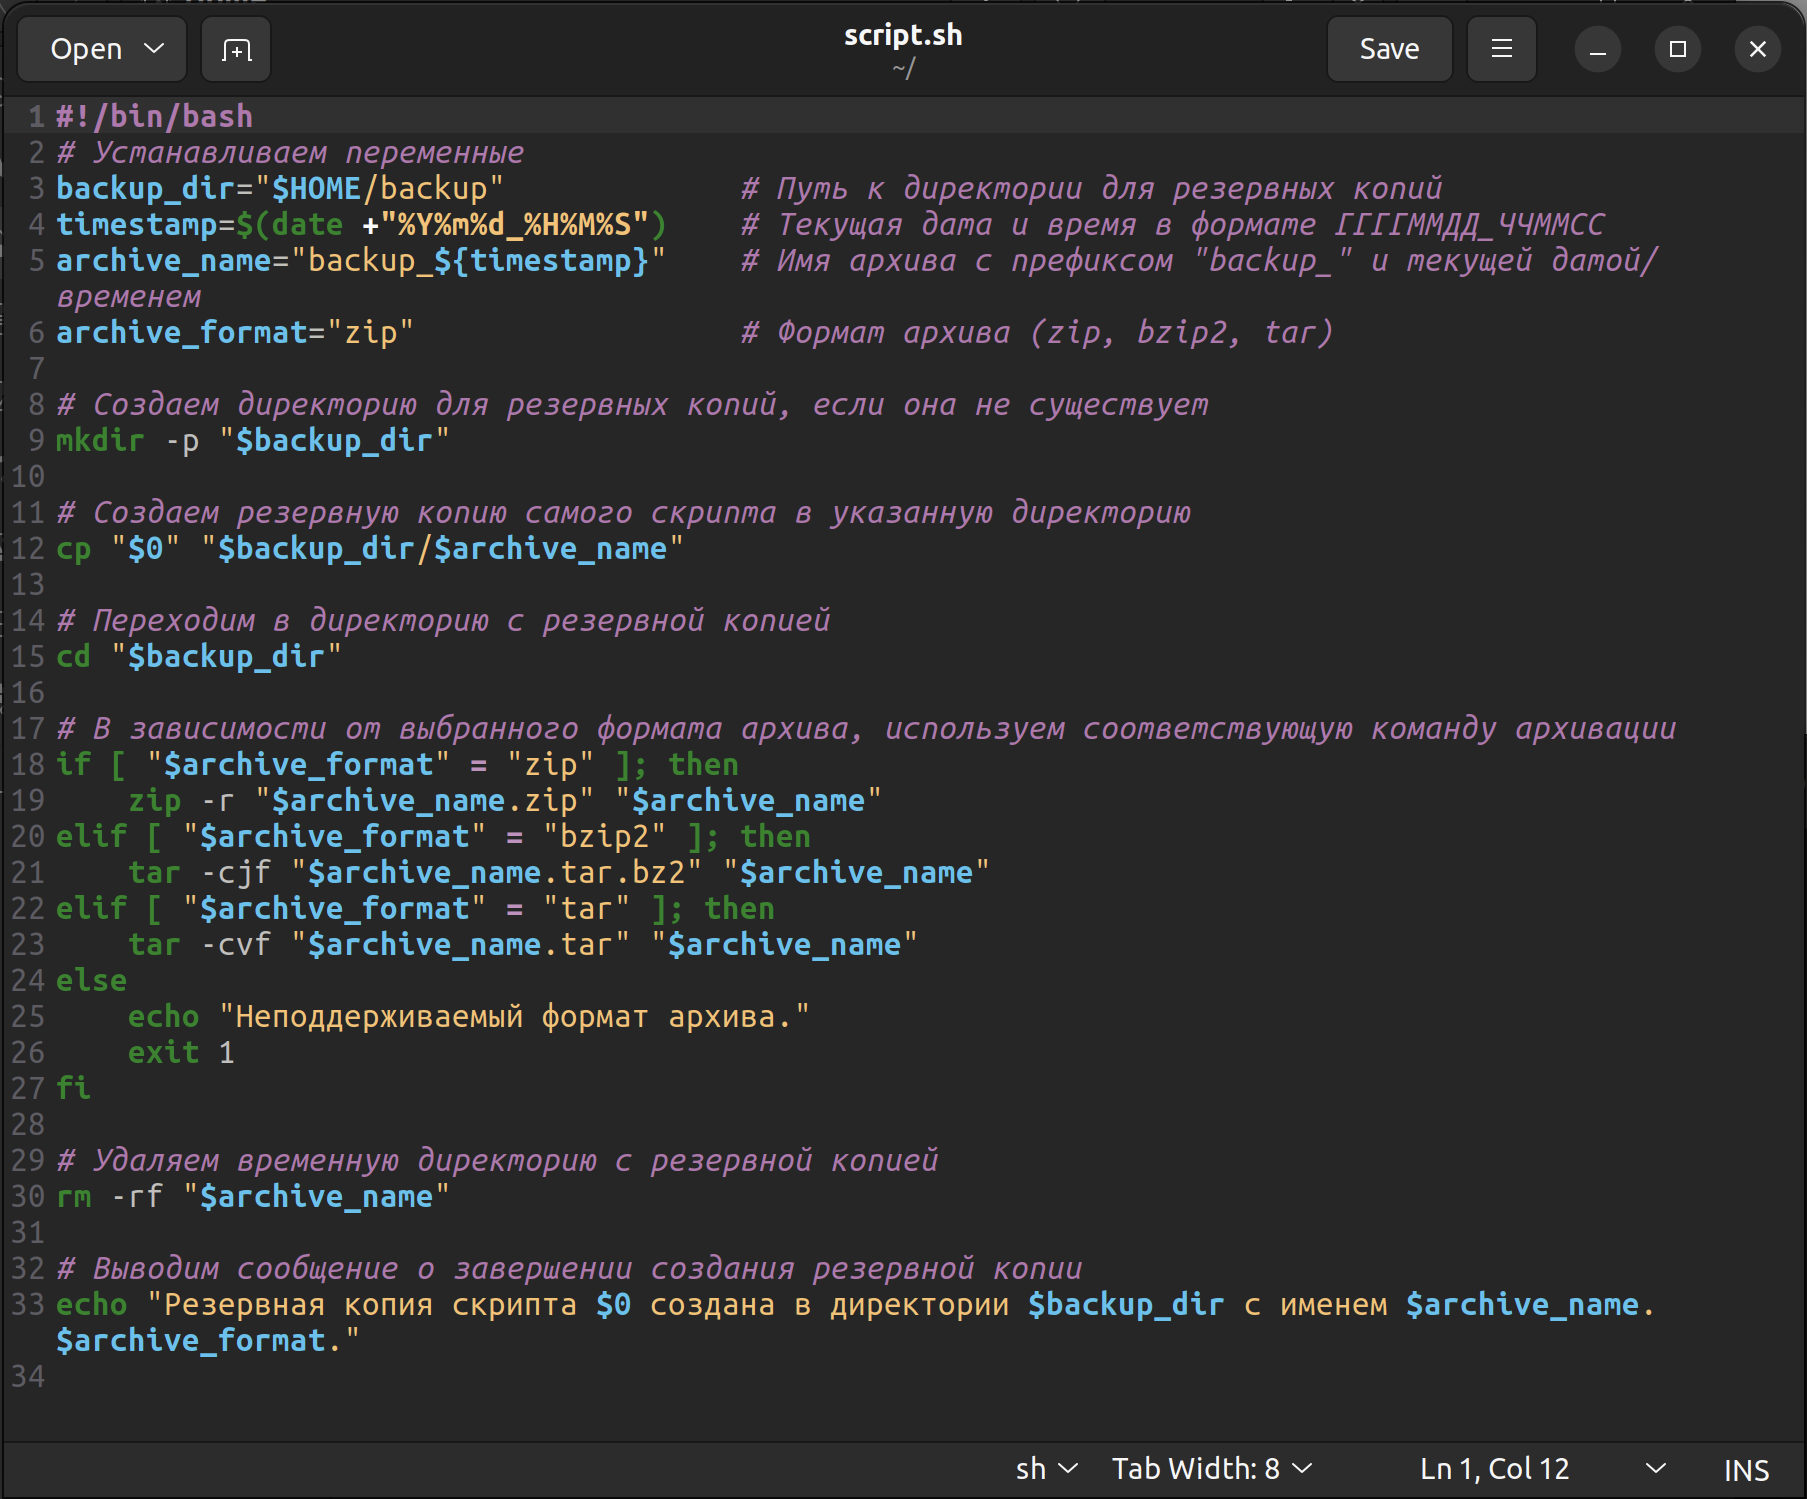 Open
script.sh
~/
Save
1 #!/bin/bash
2 # Устанавливаем переменные
3 backup_dir="$HOME/backup" # Путь к директории для резервных копий
4 timestamp=$(date +"%Y%m%d_%H%M%S") # Текущая дата и время в формате ГГГГММДД_ЧЧММСС
5 archive_name="backup_${timestamp}" # Имя архива с префиксом "backup_" и текущей датой/
временем
6 archive_format="zip" # Формат архива (zip, bzip2, tar)
7
8 # Создаем директорию для резервных копий, если она не существует
9 mkdir -p "$backup_dir"
10
11 # Создаем резервную копию самого скрипта в указанную директорию
12 cp "$0" "$backup_dir/$archive_name"
13
14 # Переходим в директорию с резервной копией
15 cd "$backup_dir"
16
17 # В зависимости от выбранного формата архива, используем соответствующую команду архивации
18 if [ "$archive_format" = "zip" ]; then
19     zip -r "$archive_name.zip" "$archive_name"
20 elif [ "$archive_format" = "bzip2" ]; then
21     tar -cjf "$archive_name.tar.bz2" "$archive_name"
22 elif [ "$archive_format" = "tar" ]; then
23     tar -cvf "$archive_name.tar" "$archive_name"
24 else
25     echo "Неподдерживаемый формат архива."
26     exit 1
27 fi
28
29 # Удаляем временную директорию с резервной копией
30 rm -rf "$archive_name"
31
32 # Выводим сообщение о завершении создания резервной копии
33 echo "Резервная копия скрипта $0 создана в директории $backup_dir с именем $archive_name.
$archive_format."
34
sh Tab Width: 8 Ln 1, Col 12 INS